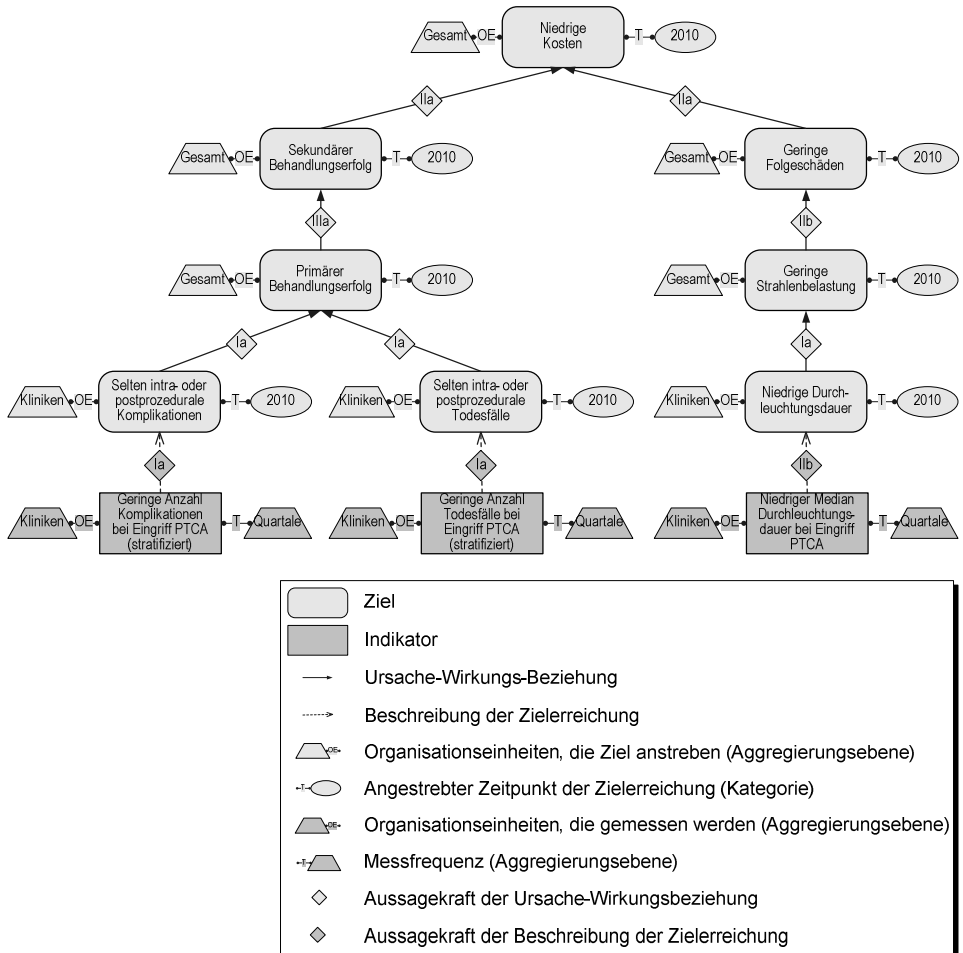 Gesamt OE Niedrige T 2010
Kosten
IIa IIa
Gesamt OE Sekundärer T 2010 Gesamt OE Geringe T 2010
Behandlungserfolg Folgeschäden
IIIa IIb
Gesamt OE Primärer T 2010 Gesamt OE Geringe T 2010
Behandlungserfolg Strahlenbelastung
Ia Ia Ia
Kliniken OE Selten intra- oder T 2010 Kliniken OE Selten intra- oder T 2010 Kliniken OE Niedrige Durch- T 2010
postprozedurale postprozedurale leuchtungsdauer
Komplikationen Todesfälle
Ia Ia IIb
Kliniken OE Geringe Anzahl T Quartale Kliniken OE Geringe Anzahl T Quartale Kliniken OE Niedriger Median T Quartale
Komplikationen Todesfälle bei Durchleuchtungs-
bei Eingriff PTCA Eingriff PTCA dauer bei Eingriff
(stratifiziert) (stratifiziert) PTCA
Ziel
Indikator
Ursache-Wirkungs-Beziehung
Beschreibung der Zielerreichung
OE Organisationseinheiten, die Ziel anstreben (Aggregierungsebene)
T Angestrebter Zeitpunkt der Zielerreichung (Kategorie)
OE Organisationseinheiten, die gemessen werden (Aggregierungsebene)
T Messfrequenz (Aggregierungsebene)
Aussagekraft der Ursache-Wirkungsbeziehung
Aussagekraft der Beschreibung der Zielerreichung